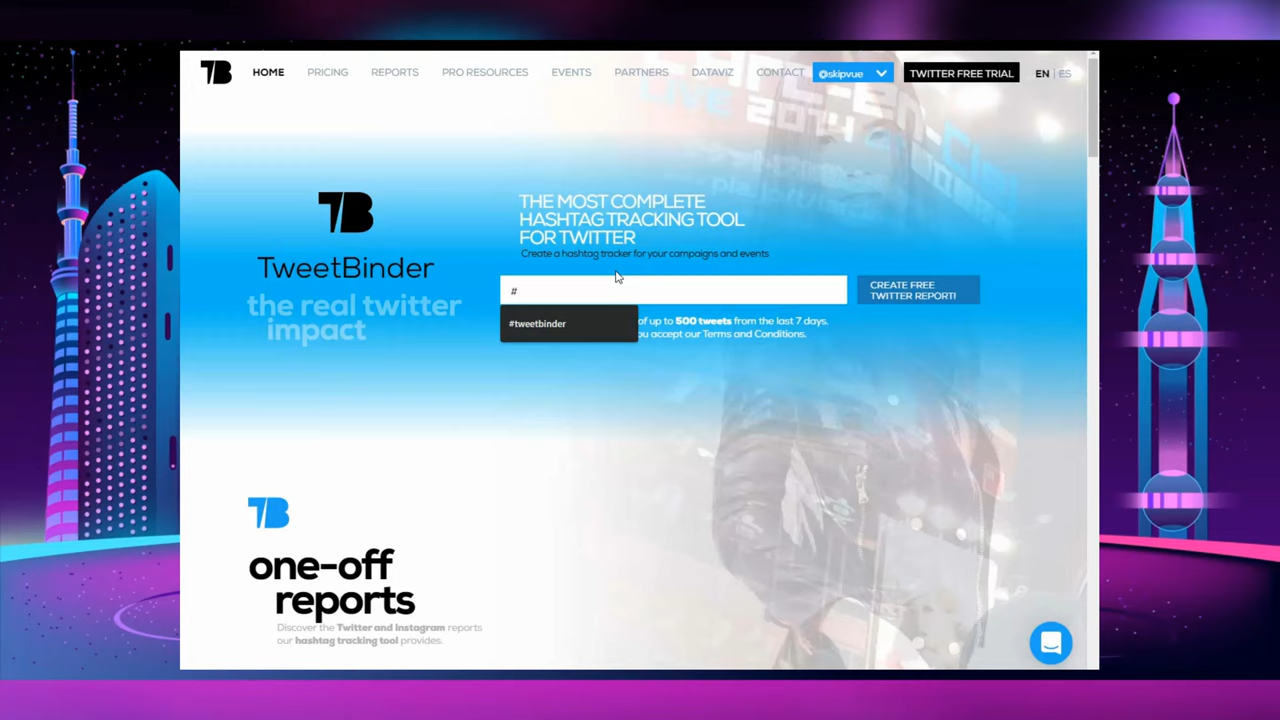 TB
HOME
PRICING
REPORTS
PRO RESOURCES
EVENTS
PARTNERS
DATAVIZ
CONTACT
@skipvue
TWITTER FREE TRIAL
EN | ES
LIVE
2014
TB
TweetBinder
the real twitter
impact
THE MOST COMPLETE
HASHTAG TRACKING TOOL
FOR TWITTER
Create a hashtag tracker for your campaigns and events
#
CREATE FREE
TWITTER REPORT!
#tweetbinder
of up to 500 tweets from the last 7 days.
you accept our Terms and Conditions.
TB
one-off
reports
Discover the Twitter and Instagram reports
our hashtag tracking tool provides.